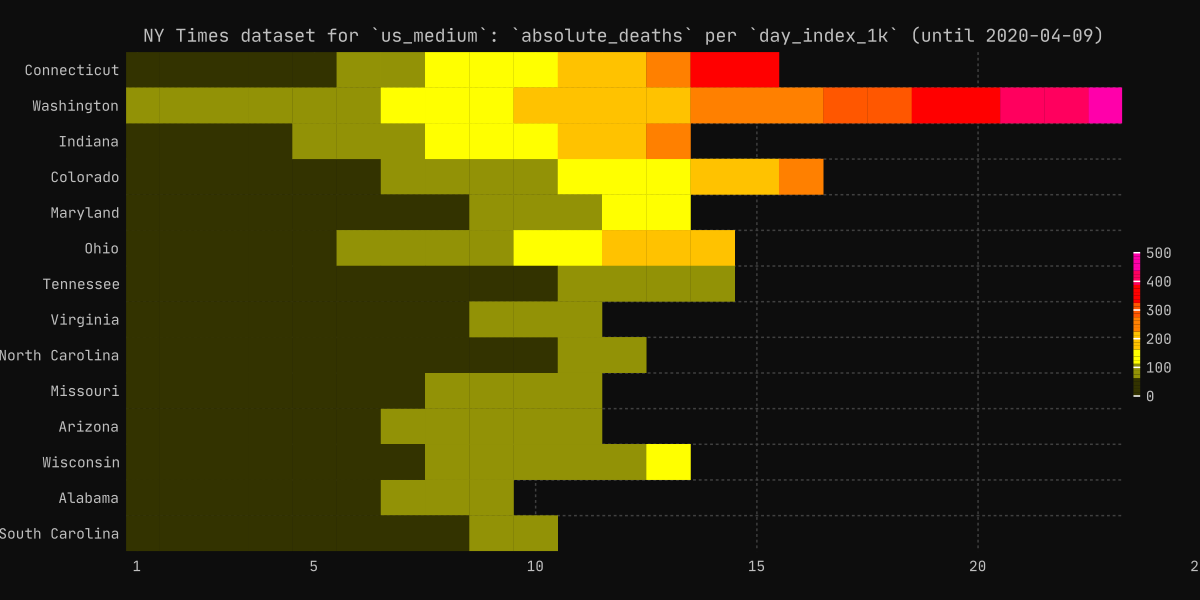 NY Times dataset for `us_medium`: `absolute_deaths` per `day_index_1k` (until 2020-04-09)
Connecticut
Washington
Indiana
Colorado
Maryland
Ohio
Tennessee
Virginia
North Carolina
Missouri
Arizona
Wisconsin
Alabama
South Carolina
1 5 10 15 20 2
500
400
300
200
100
0